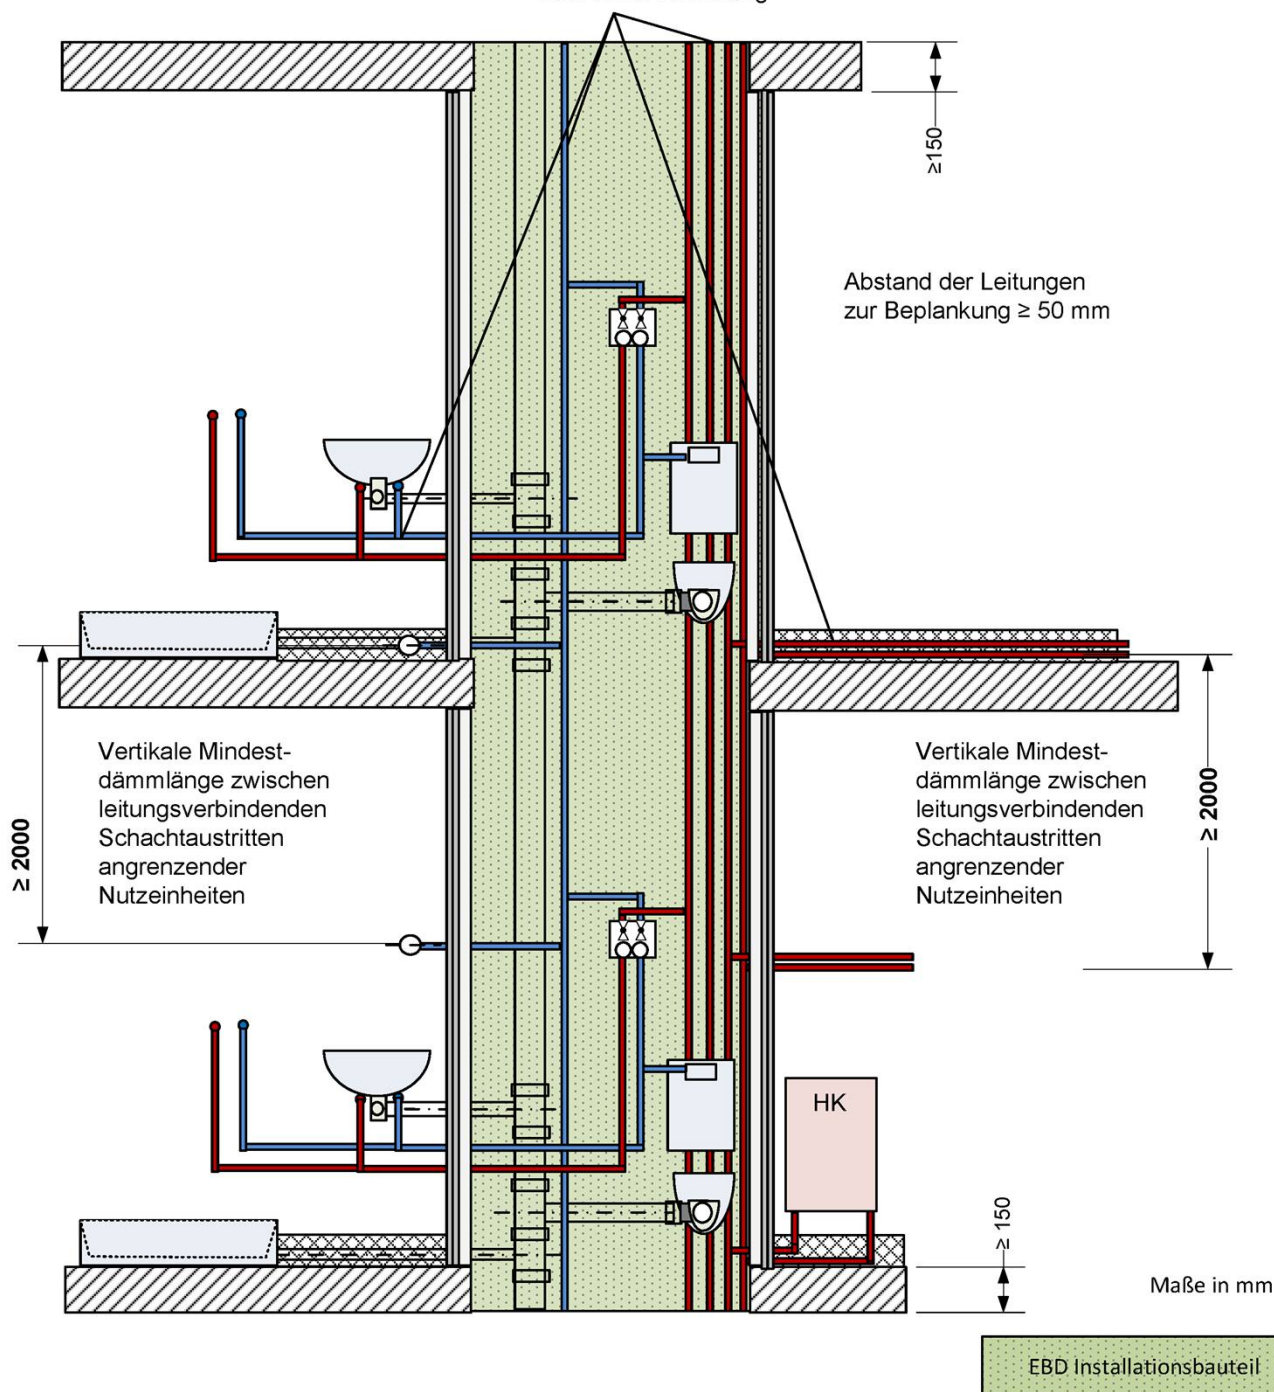 ≥150
Abstand der Leitungen
zur Beplankung ≥ 50 mm
Vertikale Mindest-
dämmlänge zwischen
leitungsverbindenden
Schachtaustritten
angrenzender
Nutzeinheiten
≥ 2000
Vertikale Mindest-
dämmlänge zwischen
leitungsverbindenden
Schachtaustritten
angrenzender
Nutzeinheiten
≥ 2000
HK
≥ 150
Maße in mm
EBD Installationsbauteil